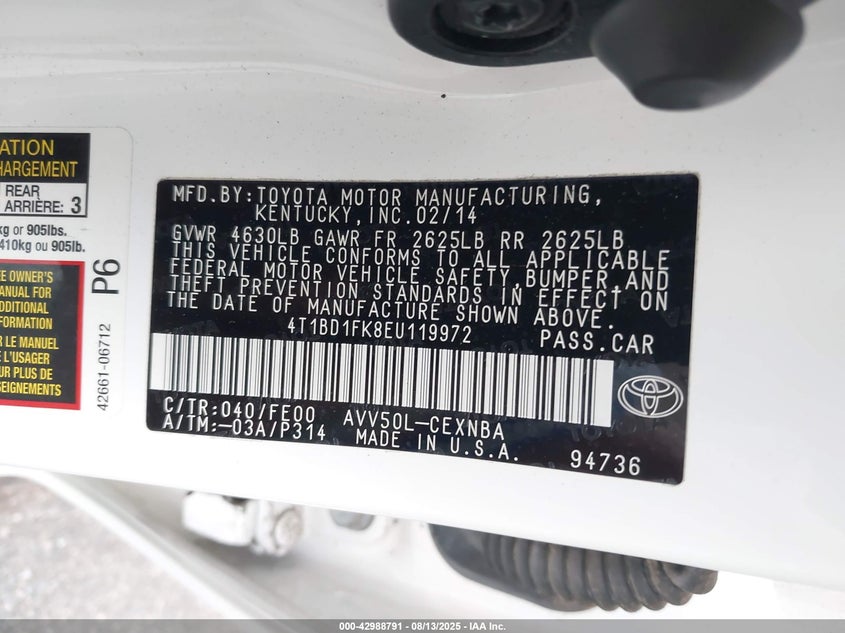 ATION
HARGEMENT
REAR
ARRIÈRE: 3
kg or 905lbs.
410kg ou 905lb.
E OWNER'S
ANUAL FOR
DDITIONAL
FORMATION
R LE MANUEL
E L'USAGER
UR PLUS DE
SEIGNEMENTS
P6
42661-06712
MFD.BY:TOYOTA MOTOR MANUFACTURING,
KENTUCKY,INC.02/14
GVWR 4630LB GAWR FR 2625LB RR 2625LB
THIS VEHICLE CONFORMS TO ALL APPLICABLE
FEDERAL MOTOR VEHICLE SAFETY,BUMPER,AND
THEFT PREVENTION STANDARDS IN EFFECT ON
THE DATE OF MANUFACTURE SHOWN ABOVE.
4T1BD1FK8EU119972 PASS.CAR
C/TR:040/FE00 AVV50L-CEXNBA
A/TM:-03A/P314 MADE IN U.S.A.
94736
000-42988791 - 08/13/2025 - IAA Inc.